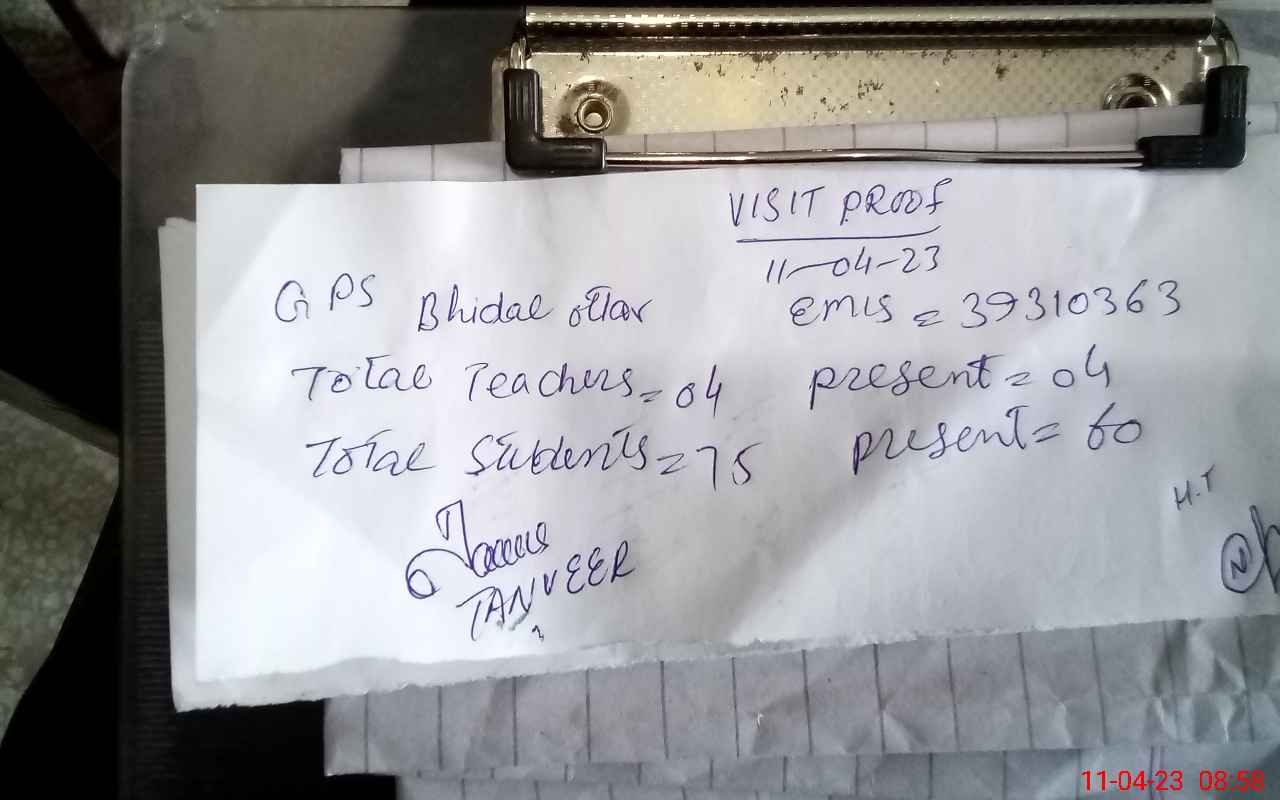 VISIT PROOF
11-04-23
GPS Bhidal ottar EMIS = 39310363
Total Teachers = 04 present = 04
Total Students = 75 present = 60
TANVEER
H.T
11-04-23 08:58